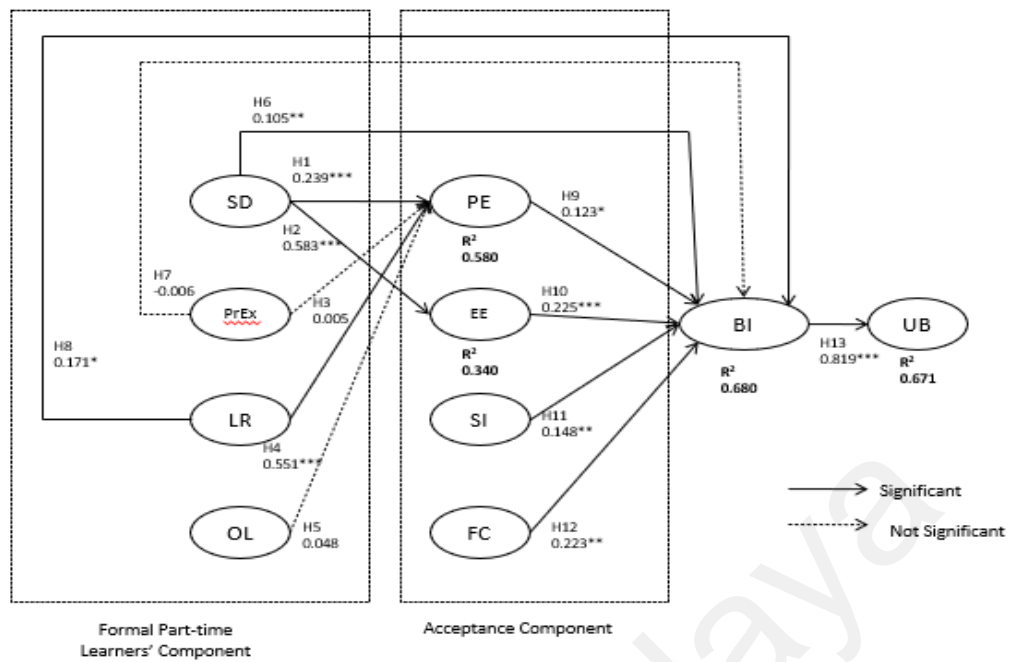 H6
0.105**
H1
0.239***
SD
PE
H9
0.123*
R²
0.580
H2
0.583***
H7
-0.006
PrEx
H3
0.005
EE
H10
0.225***
R²
0.340
BI
R²
0.680
H13
0.819***
UB
R²
0.671
H8
0.171*
LR
H4
0.551***
SI
H11
0.148**
OL
H5
0.048
FC
H12
0.223**
Significant
Not Significant
Formal Part-time
Learners' Component
Acceptance Component
laya